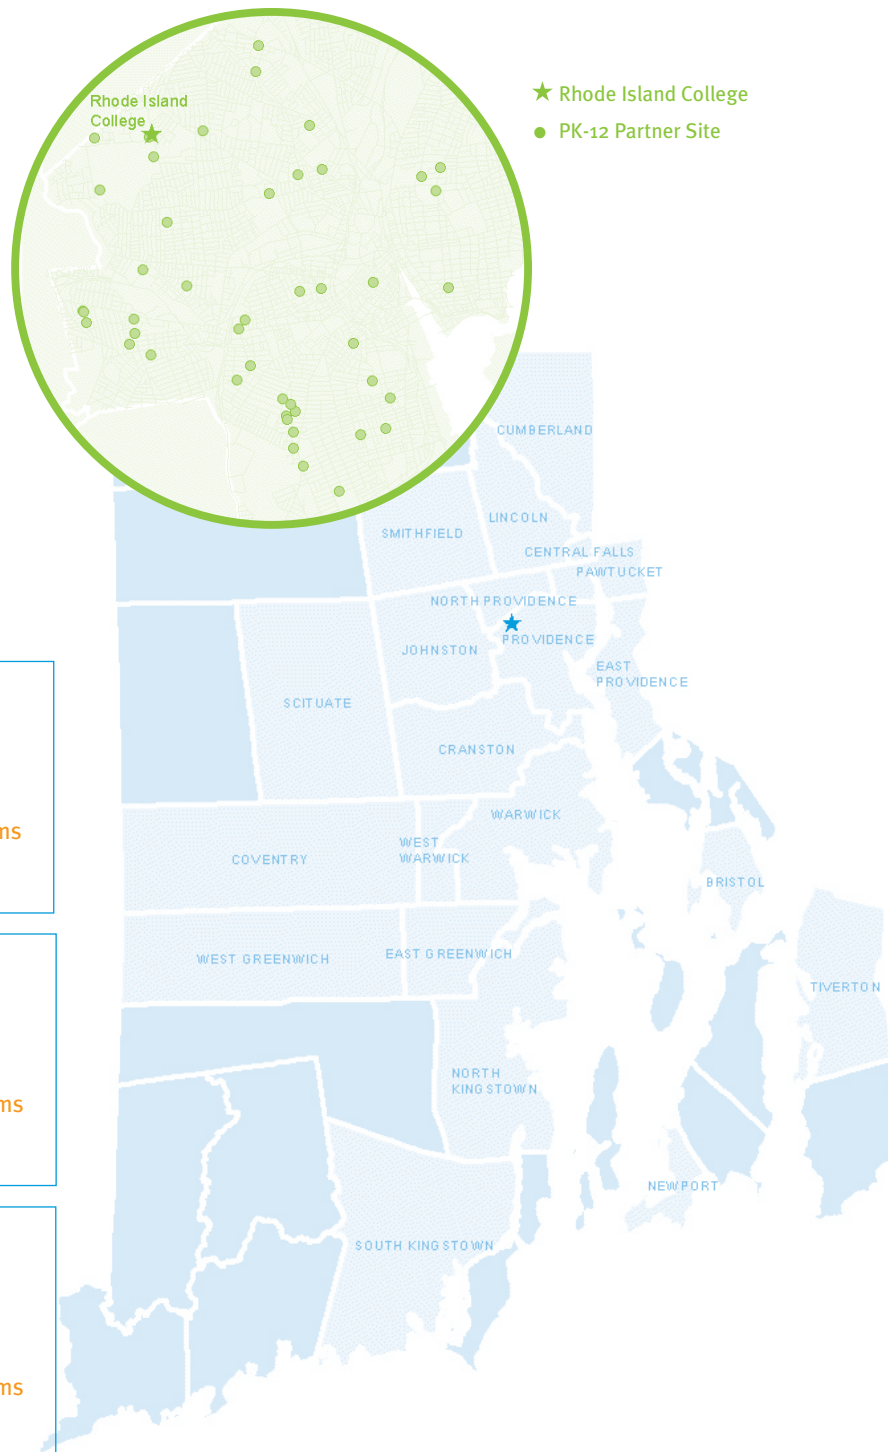 Rhode Island
College
Rhode Island College
PK-12 Partner Site
CUMBERLAND
LINCOLN
SMITHFIELD
CENTRAL FALLS
PAWTUCKET
NORTH PROVIDENCE
PROVIDENCE
JOHNSTON
EAST
PROVIDENCE
SCITUATE
CRANSTON
WARWICK
WEST
WARWICK
COVENTRY
BRISTOL
EAST GREENWICH
WEST GREENWICH
TIVERTON
NORTH
KINGSTOWN
NEWPORT
SOUTH KINGSTOWN
ms
ms
ms